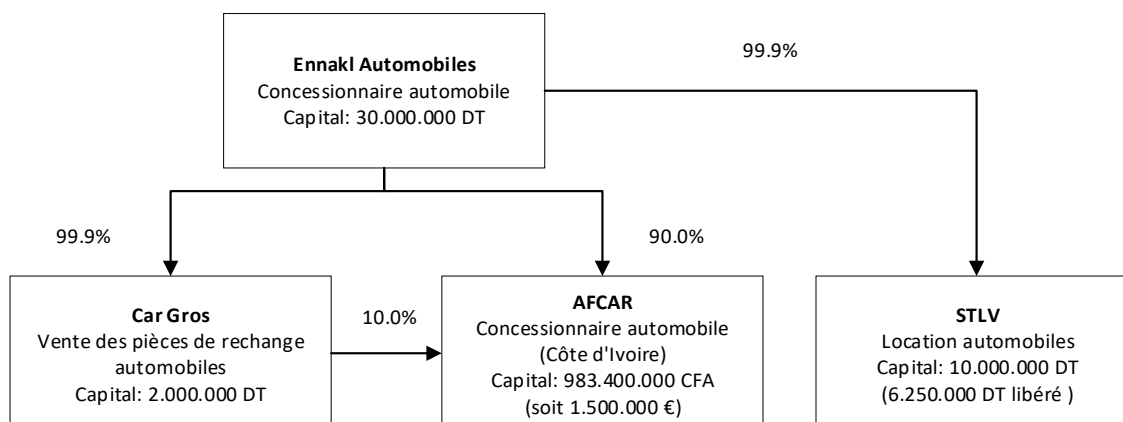 Ennakl Automobiles
Concessionnaire automobile
Capital: 30.000.000 DT
99.9%
99.9%
90.0%
Car Gros
Vente des pièces de rechange
automobiles
Capital: 2.000.000 DT
10.0%
AFCAR
Concessionnaire automobile
(Côte d'Ivoire)
Capital: 983.400.000 CFA
(soit 1.500.000 €)
STLV
Location automobiles
Capital: 10.000.000 DT
(6.250.000 DT libéré )